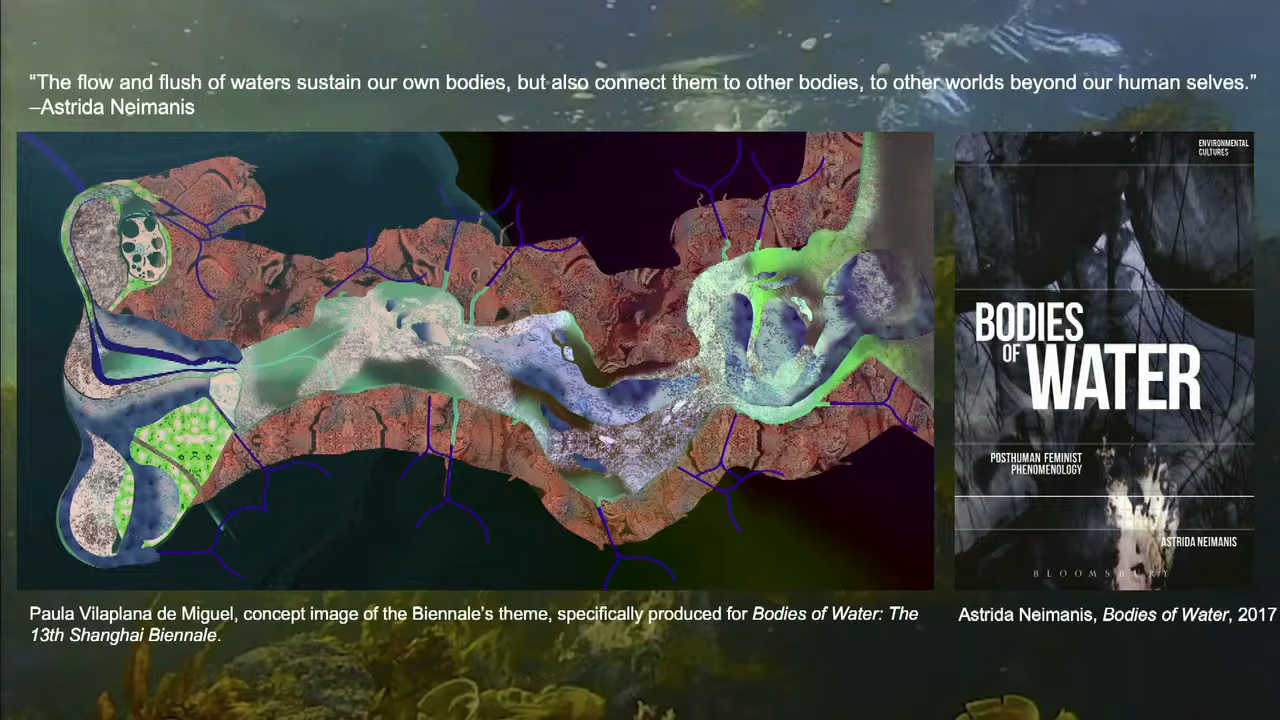 “The flow and flush of waters sustain our own bodies, but also connect them to other bodies, to other worlds beyond our human selves.”
–Astrida Neimanis
ENVIRONMENTAL
CULTURES
BODIES
OF WATER
POSTHUMAN FEMINIST
PHENOMENOLOGY
ASTRIDA NEIMANIS
BLOOMSBURY
Paula Vilaplana de Miguel, concept image of the Biennale’s theme, specifically produced for Bodies of Water: The
13th Shanghai Biennale.
Astrida Neimanis, Bodies of Water, 2017